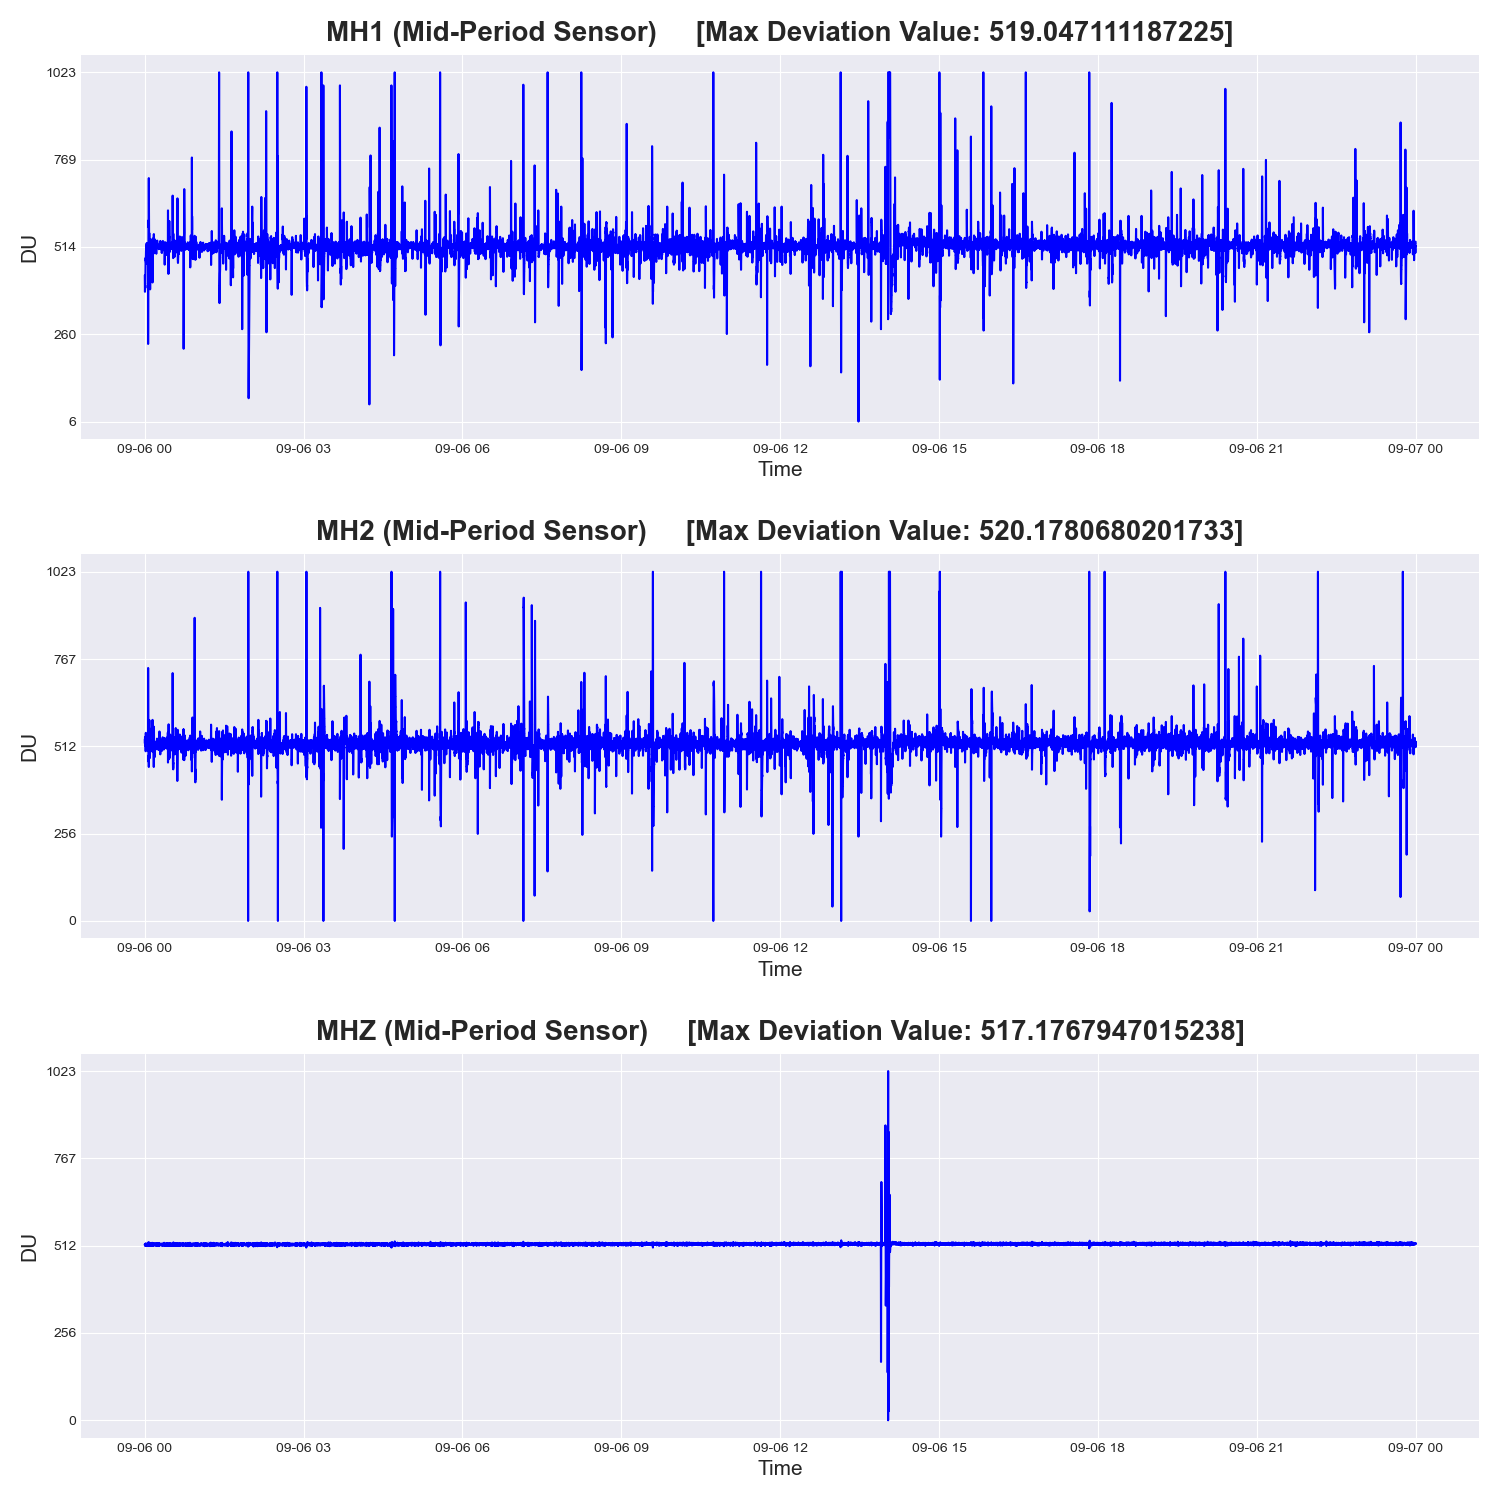 MH1 (Mid-Period Sensor) [Max Deviation Value: 519.047111187225]
1023
769
514
260
6
DU
09-06 00 09-06 03 09-06 06 09-06 09 09-06 12 09-06 15 09-06 18 09-06 21 09-07 00
Time
MH2 (Mid-Period Sensor) [Max Deviation Value: 520.1780680201733]
1023
767
512
256
0
DU
09-06 00 09-06 03 09-06 06 09-06 09 09-06 12 09-06 15 09-06 18 09-06 21 09-07 00
Time
MHZ (Mid-Period Sensor) [Max Deviation Value: 517.1767947015238]
1023
767
512
256
0
DU
09-06 00 09-06 03 09-06 06 09-06 09 09-06 12 09-06 15 09-06 18 09-06 21 09-07 00
Time